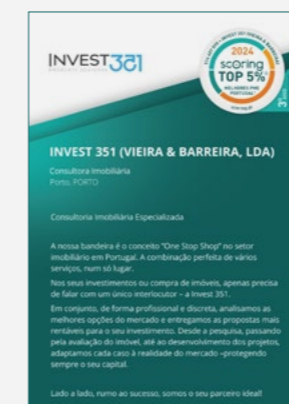 INVEST351
2024
scoring
TOP 5%
MELHORES PME
PORTUGAL
3º ANO
INVEST 351 (VIEIRA & BARREIRA, LDA)
Consultora Imobiliária
Porto, PORTO
Consultoria Imobiliária Especializada
A nossa bandeira é o conceito "One Stop Shop" no setor
imobiliário em Portugal. A combinação perfeita de vários
serviços, num só lugar.
Nos seus investimentos ou compra de imóveis, apenas precisa
de falar com um único interlocutor – a Invest 351.
Em conjunto, de forma profissional e discreta, analisamos as
melhores opções do mercado e entregamos as propostas mais
rentáveis para o seu investimento. Desde a pesquisa, passando
pela avaliação do imóvel, até ao desenvolvimento dos projetos,
adaptamos cada caso à realidade do mercado –protegendo
sempre o seu capital.
Lado a lado, rumo ao sucesso, somos o seu parceiro ideal!